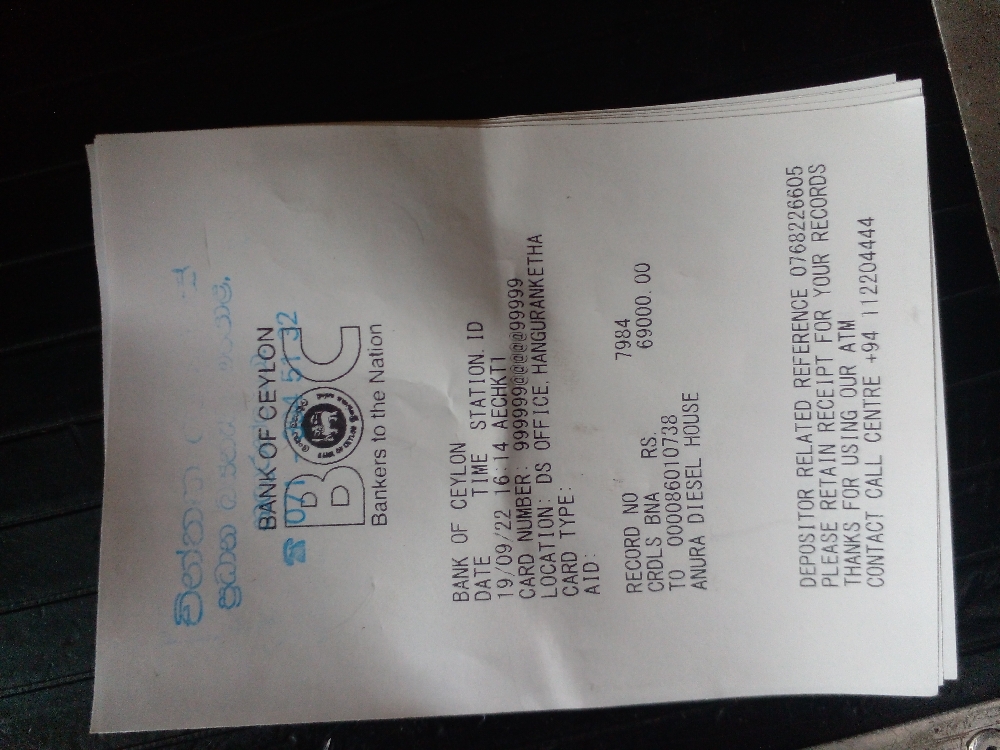 BANK OF CEYLON
BOC
Bankers to the Nation
BANK OF CEYLON
DATE TIME STATION ID
19/09/22 16:14 AECHKT1
CARD NUMBER: 999999@@@@@99999
LOCATION: DS OFFICE, HANGURANKETHA
CARD TYPE:
AID:
RECORD NO 7984
CRDLS BNA RS. 69000.00
TO 000086010738
ANURA DIESEL HOUSE
DEPOSITOR RELATED REFERENCE 0768226605
PLEASE RETAIN RECEIPT FOR YOUR RECORDS
THANKS FOR USING OUR ATM
CONTACT CALL CENTRE +94 112204444